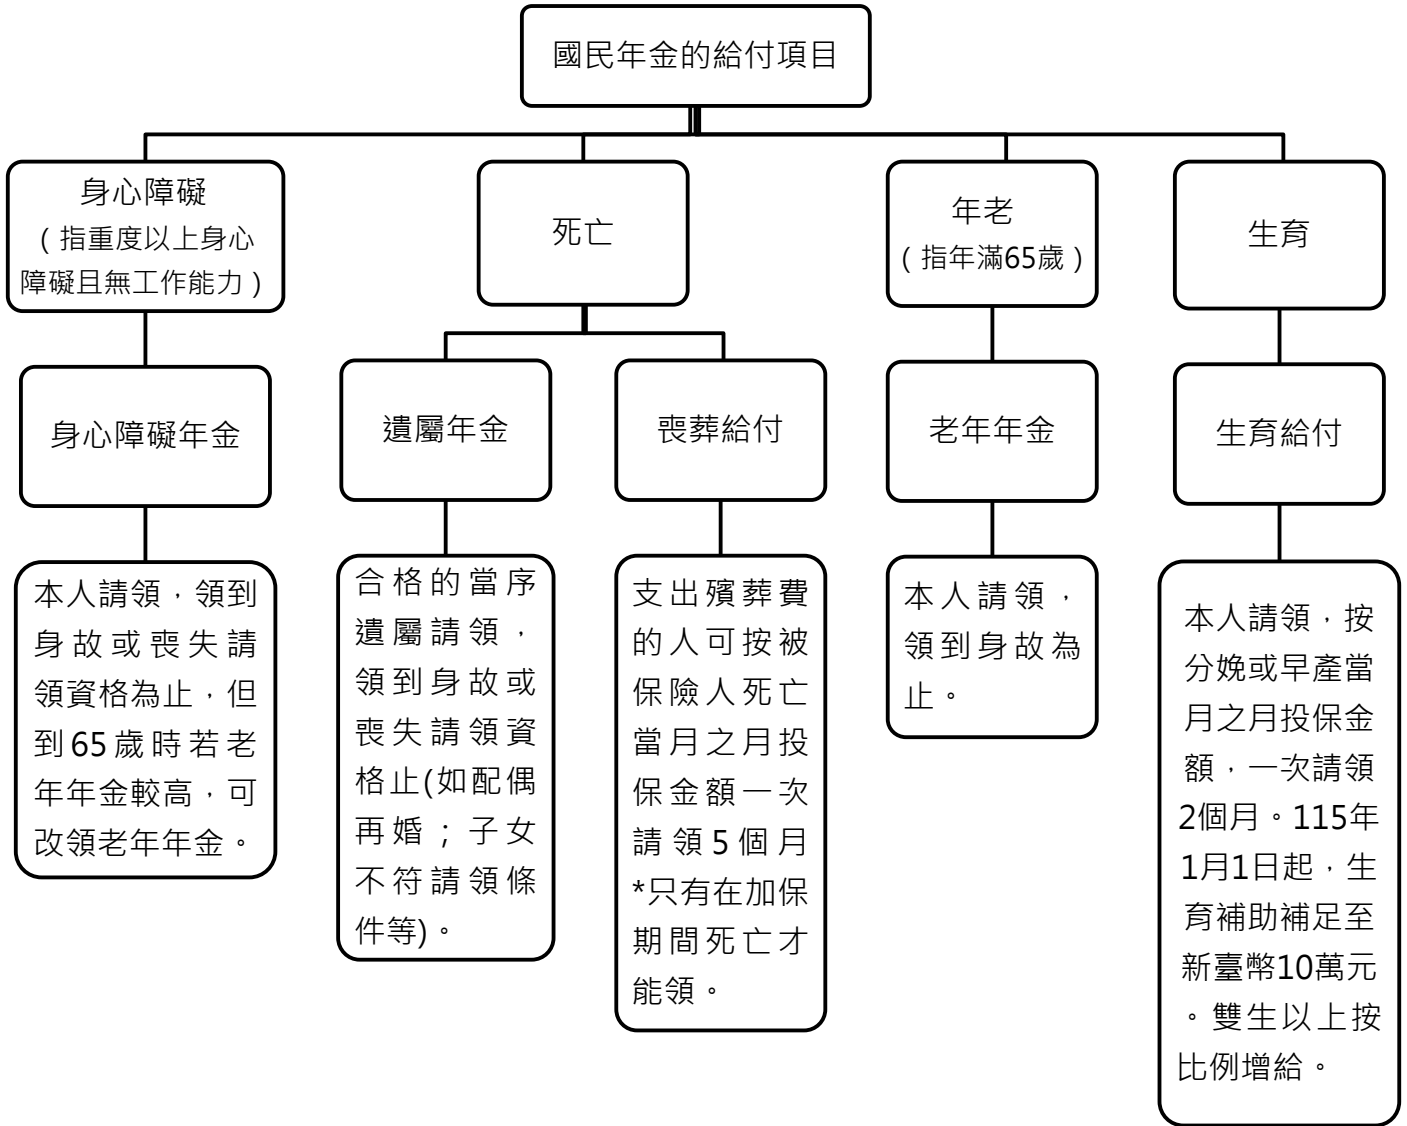 國民年金的給付項目
身心障礙
（指重度以上身心
障礙且無工作能力）
死亡
年老
（指年滿65歲）
生育
身心障礙年金
遺屬年金
喪葬給付
老年年金
生育給付
本人請領，領到
身故或喪失請
領資格為止，但
到65歲時若老
年年金較高，可
改領老年年金。
合格的當序
遺屬請領，
領到身故或
喪失請領資
格止(如配偶
再婚；子女
不符請領條
件等)。
支出殯葬費
的人可按被
保險人死亡
當月之月投
保金額一次
請領5個月
*只有在加保
期間死亡才
能領。
本人請領，
領到身故為
止。
本人請領，按
分娩或早產當
月之月投保金
額，一次請領
2個月。115年
1月1日起，生
育補助補足至
新臺幣10萬元
。雙生以上按
比例增給。